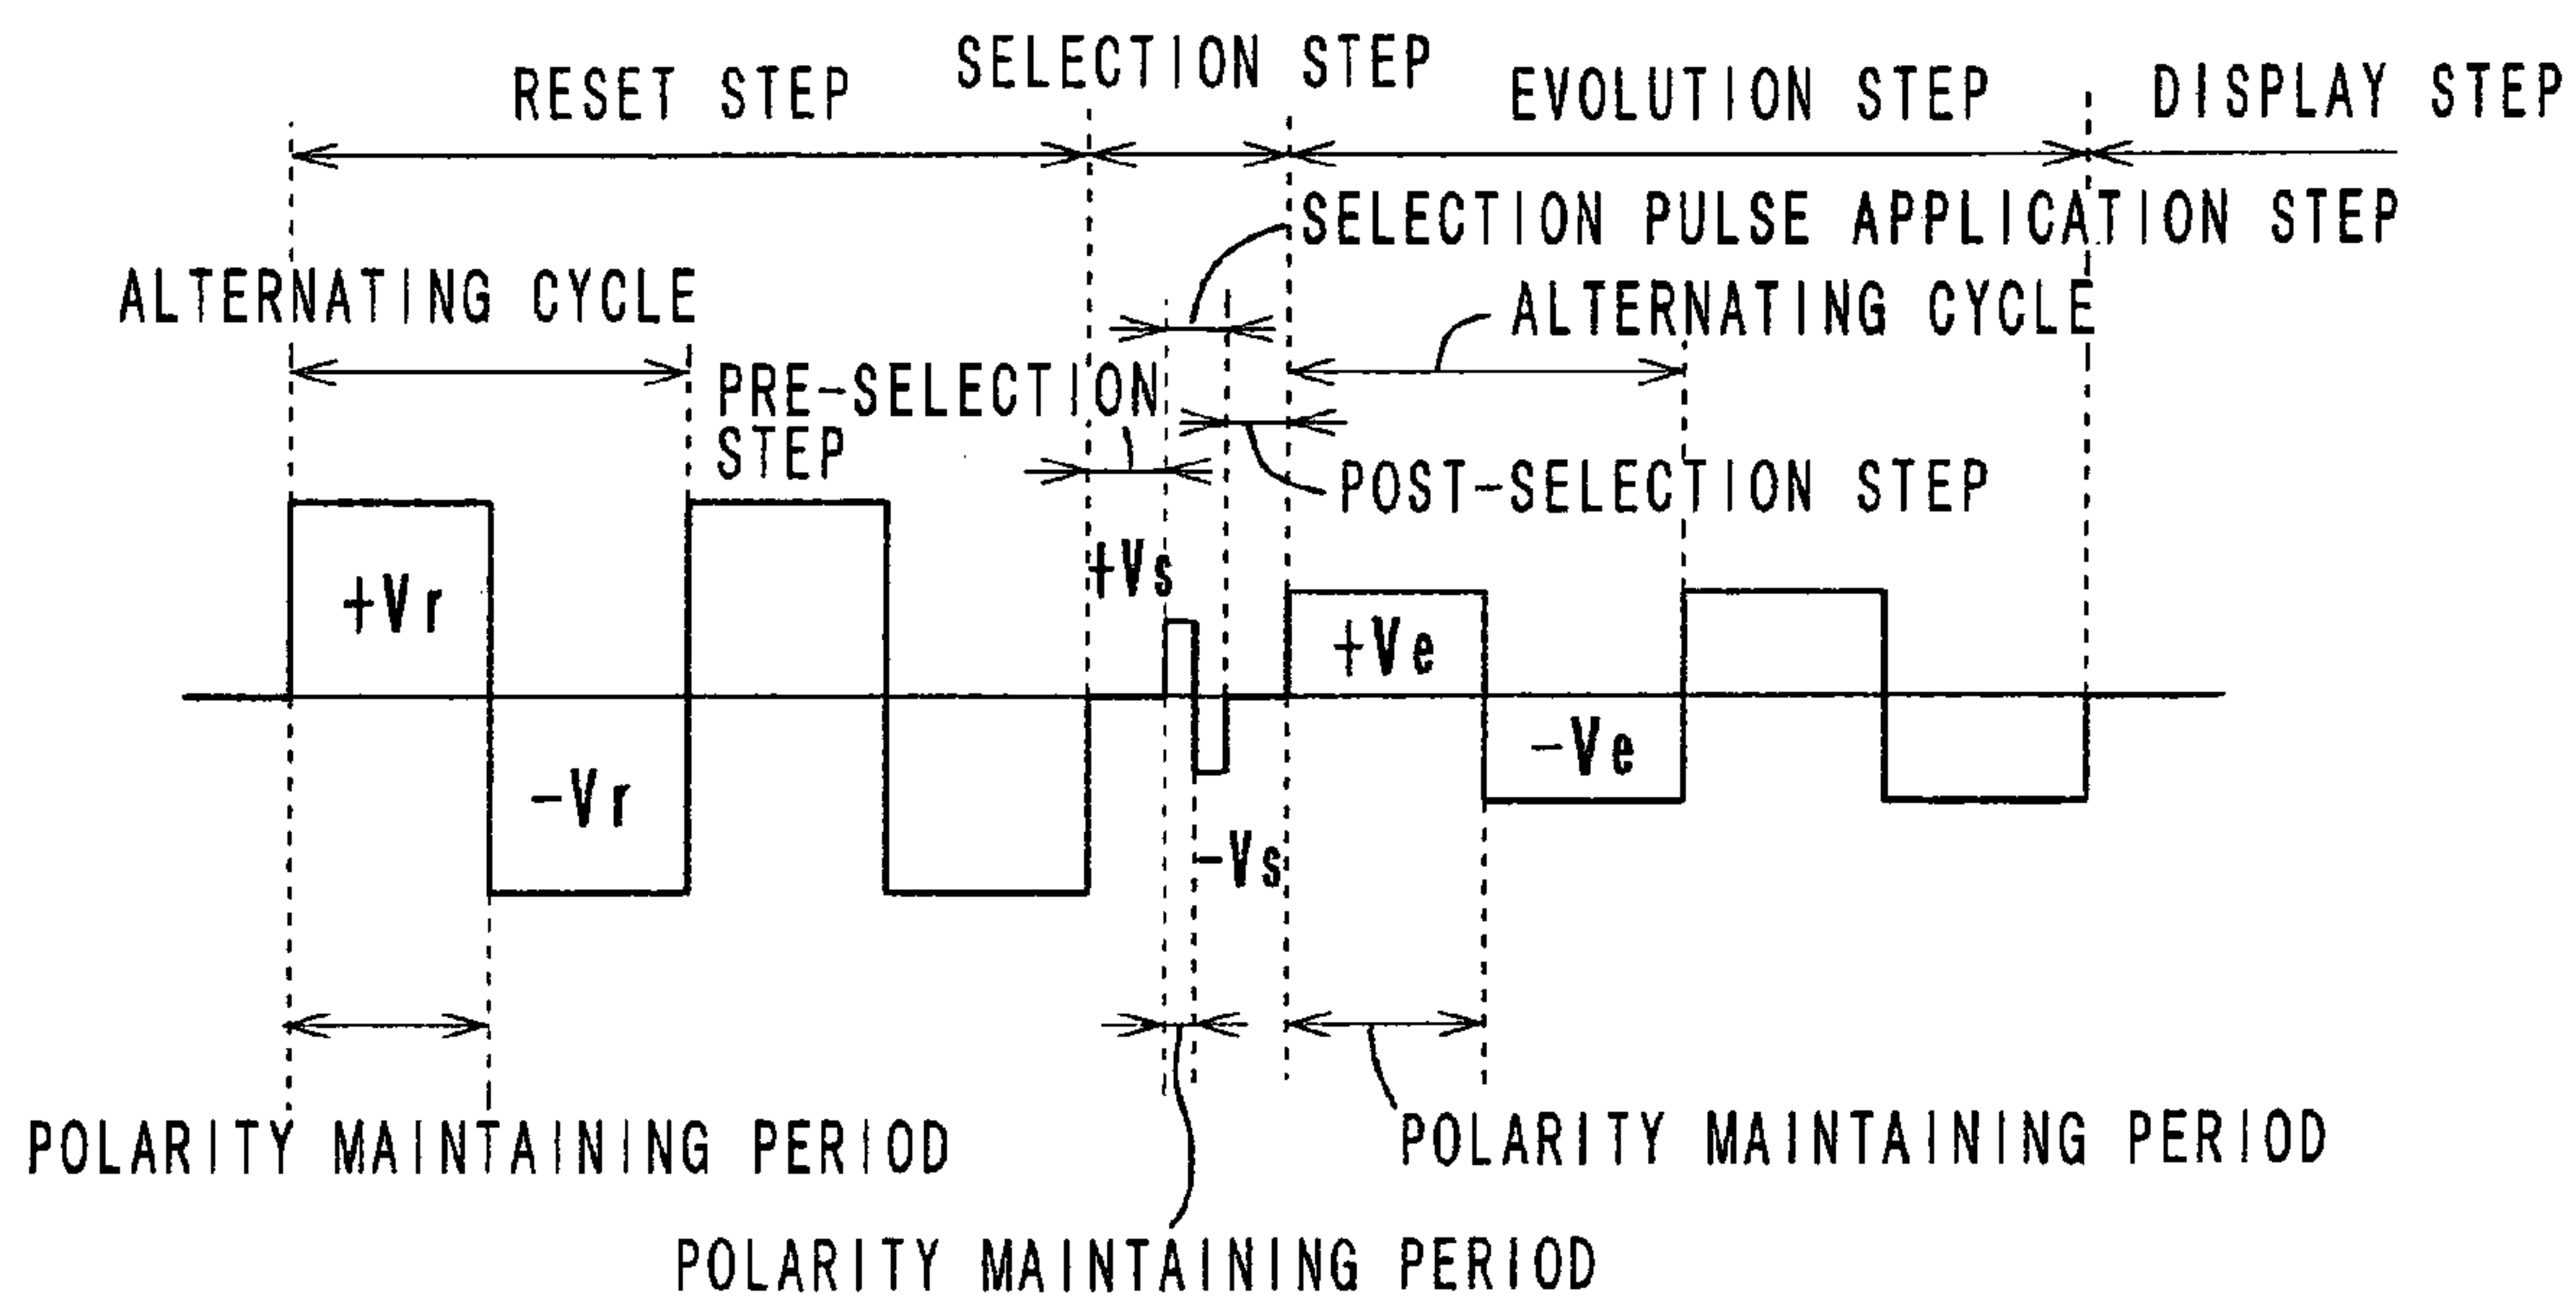 RESET STEP
SELECTION STEP
EVOLUTION STEP
DISPLAY STEP
SELECTION PULSE APPLICATION STEP
ALTERNATING CYCLE
ALTERNATING CYCLE
PRE-SELECTION
STEP
POST-SELECTION STEP
+Vs
+Vr
+Ve
-Vr
-Ve
-Vs
POLARITY MAINTAINING PERIOD
POLARITY MAINTAINING PERIOD
POLARITY MAINTAINING PERIOD